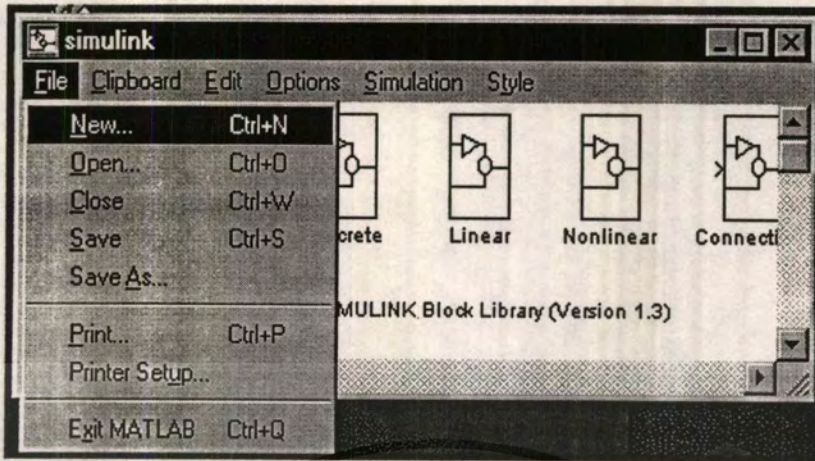 simulink
File Clipboard Edit Options Simulation Style
New... Ctrl+N
Open... Ctrl+O
Close Ctrl+W
Save Ctrl+S
Save As...
Print... Ctrl+P
Printer Setup...
Exit MATLAB Ctrl+Q
crete Linear Nonlinear Connecti
MULINK Block Library (Version 1.3)